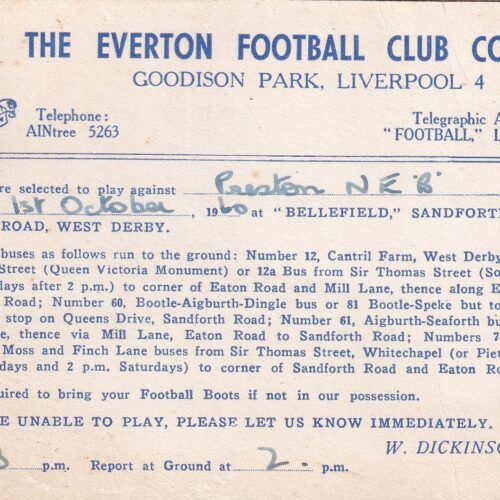 THE EVERTON FOOTBALL CLUB CO
GOODISON PARK, LIVERPOOL 4
Telephone:
AINtree 5263
Telegraphic A
"FOOTBALL," L
re selected to play against Preston N E 'B'
1st October, 1960 at "BELLEFIELD," SANDFORTH
ROAD, WEST DERBY.
buses as follows run to the ground: Number 12, Cantril Farm, West Derby
Street (Queen Victoria Monument) or 12a Bus from Sir Thomas Street (So
days after 2 p.m.) to corner of Eaton Road and Mill Lane, thence along E
Road; Number 60, Bootle-Aigburth-Dingle bus or 81 Bootle-Speke but to
stop on Queens Drive, Sandforth Road; Number 61, Aigburth-Seaforth bu
e, thence via Mill Lane, Eaton Road to Sandforth Road; Numbers 7
Moss and Finch Lane buses from Sir Thomas Street, Whitechapel (or Pie
days and 2 p.m. Saturdays) to corner of Sandforth Road and Eaton Ro
uired to bring your Football Boots if not in our possession.
E UNABLE TO PLAY, PLEASE LET US KNOW IMMEDIATELY.
W. DICKINSO
p.m. Report at Ground at 2. p.m.